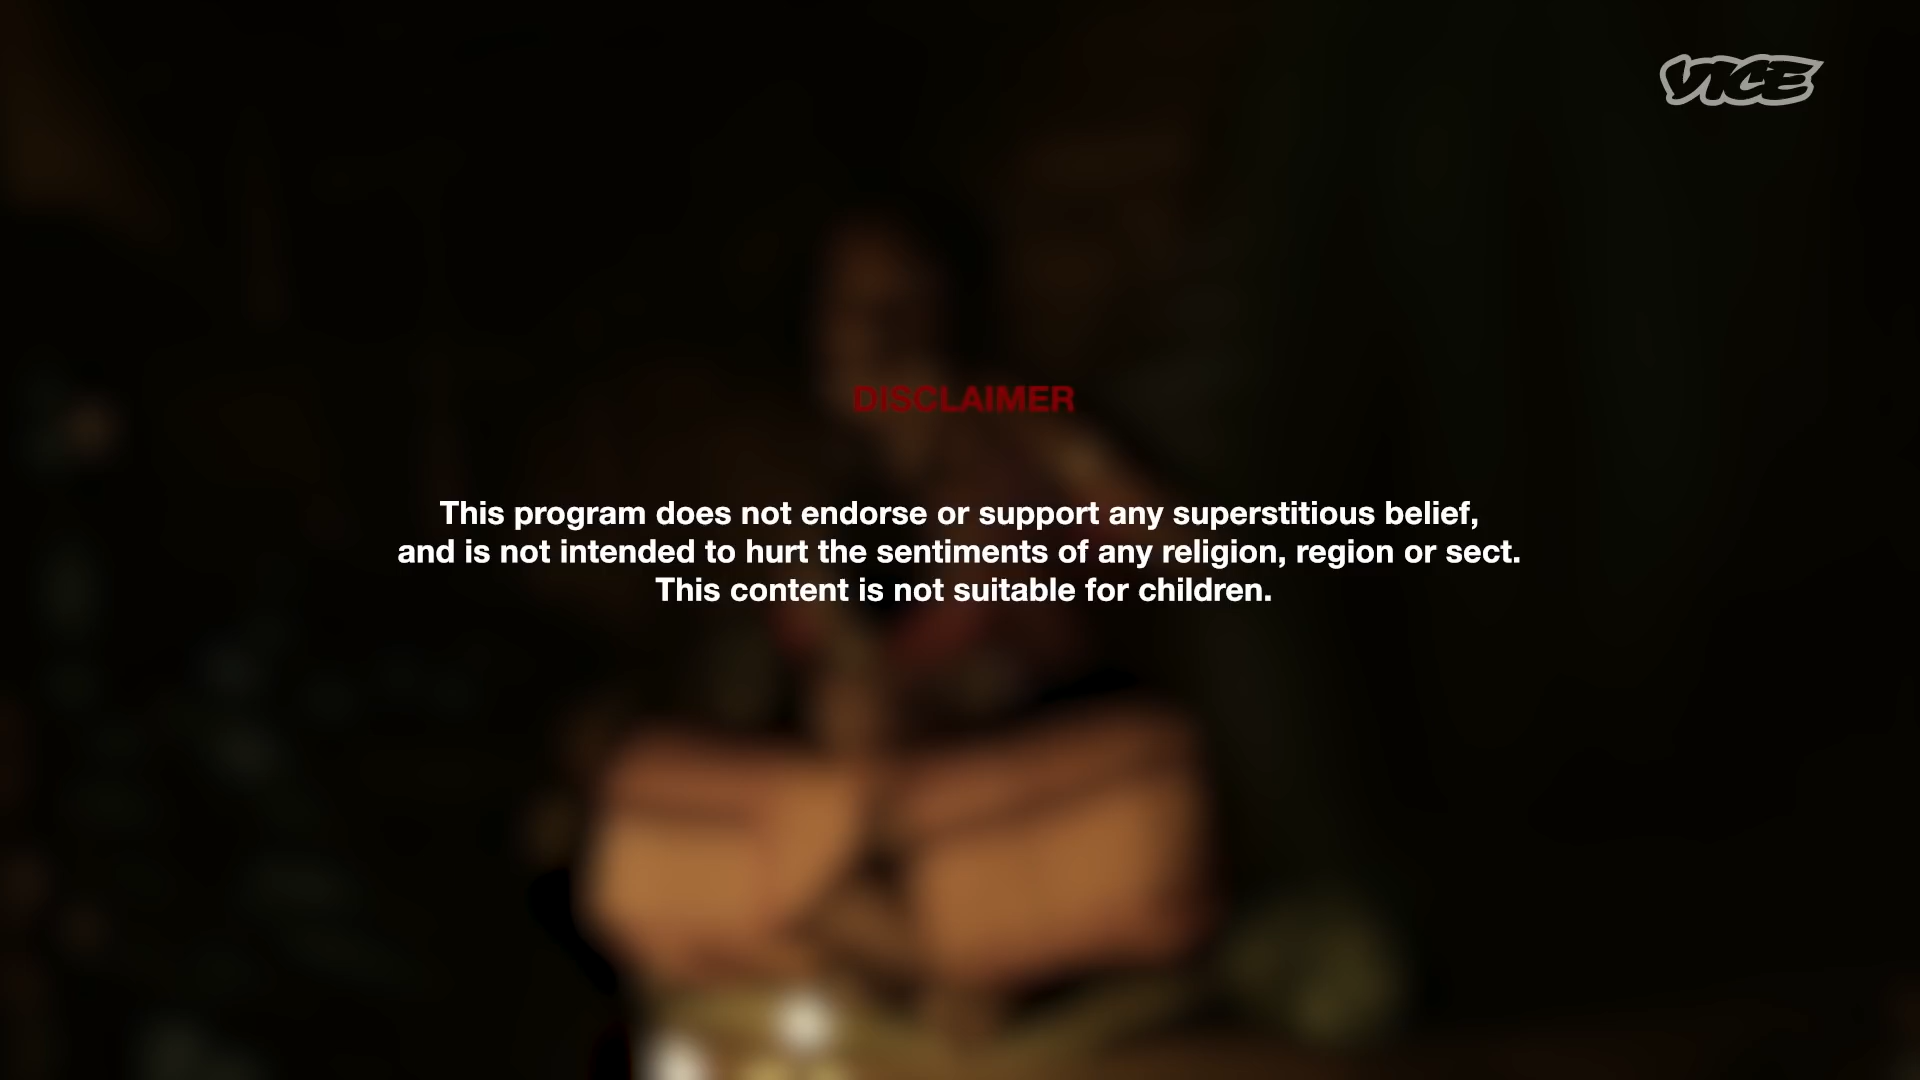 VICE
DISCLAIMER
This program does not endorse or support any superstitious belief,
and is not intended to hurt the sentiments of any religion, region or sect.
This content is not suitable for children.